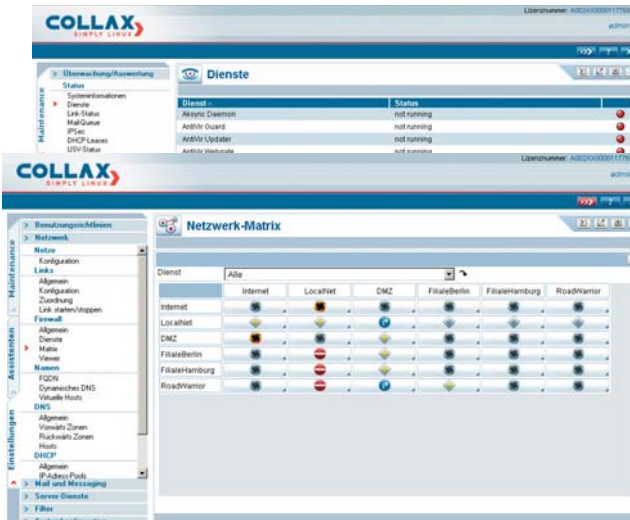 COLLAX
SIMPLY LINUX
Lizenznummer:
admin
Überwachung/Auswertung
Status
Systeminformationen
Dienste
Link-Status
Mail-Queue
IPSec
DHCP-Leases
USV-Status
Maintenance
Dienste
Dienst
Status
Aksync Daemon
not running
AntiVir Guard
not running
AntiVir Updater
not running
AntiVir Webgate
not running
COLLAX
SIMPLY LINUX
Lizenznummer:
admin
Maintenance
Assistenten
Einstellungen
Benutzungsrichtlinien
Netzwerk
Netze
Konfiguration
Links
Allgemein
Konfiguration
Zuordnung
Link starten/stoppen
Firewall
Allgemein
Dienste
Matrix
Viewer
Namen
FQDN
Dynamisches DNS
Virtuelle Hosts
DNS
Allgemein
Vorwärts Zonen
Rückwärts Zonen
Hosts
DHCP
Allgemein
IP-Adress-Pools
Mail und Messaging
Server-Dienste
Filter
Netzwerk-Matrix
Dienst
Alle
Internet LocalNet DMZ FilialeBerlin FilialeHamburg RoadWarrior
Internet
LocalNet
DMZ
FilialeBerlin
FilialeHamburg
RoadWarrior